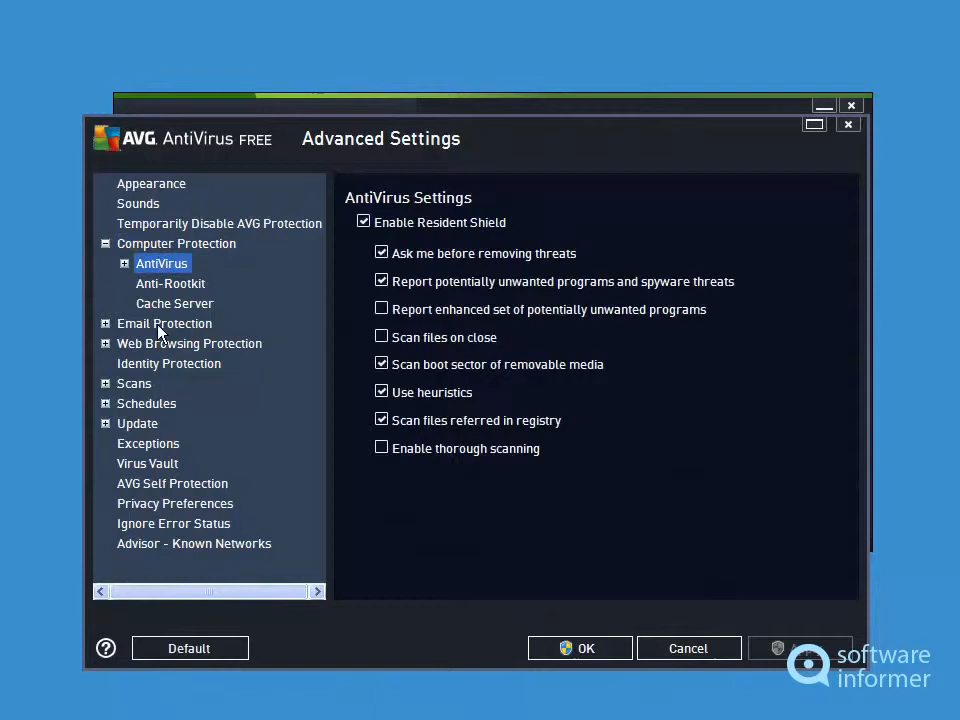 AVG. AntiVirus FREE Advanced Settings
Appearance
Sounds
Temporarily Disable AVG Protection
Computer Protection
AntiVirus
Anti-Rootkit
Cache Server
Email Protection
Web Browsing Protection
Identity Protection
Scans
Schedules
Update
Exceptions
Virus Vault
AVG Self Protection
Privacy Preferences
Ignore Error Status
Advisor - Known Networks
AntiVirus Settings
Enable Resident Shield
Ask me before removing threats
Report potentially unwanted programs and spyware threats
Report enhanced set of potentially unwanted programs
Scan files on close
Scan boot sector of removable media
Use heuristics
Scan files referred in registry
Enable thorough scanning
? Default OK Cancel
software
informer